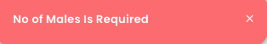 No of Males Is Required